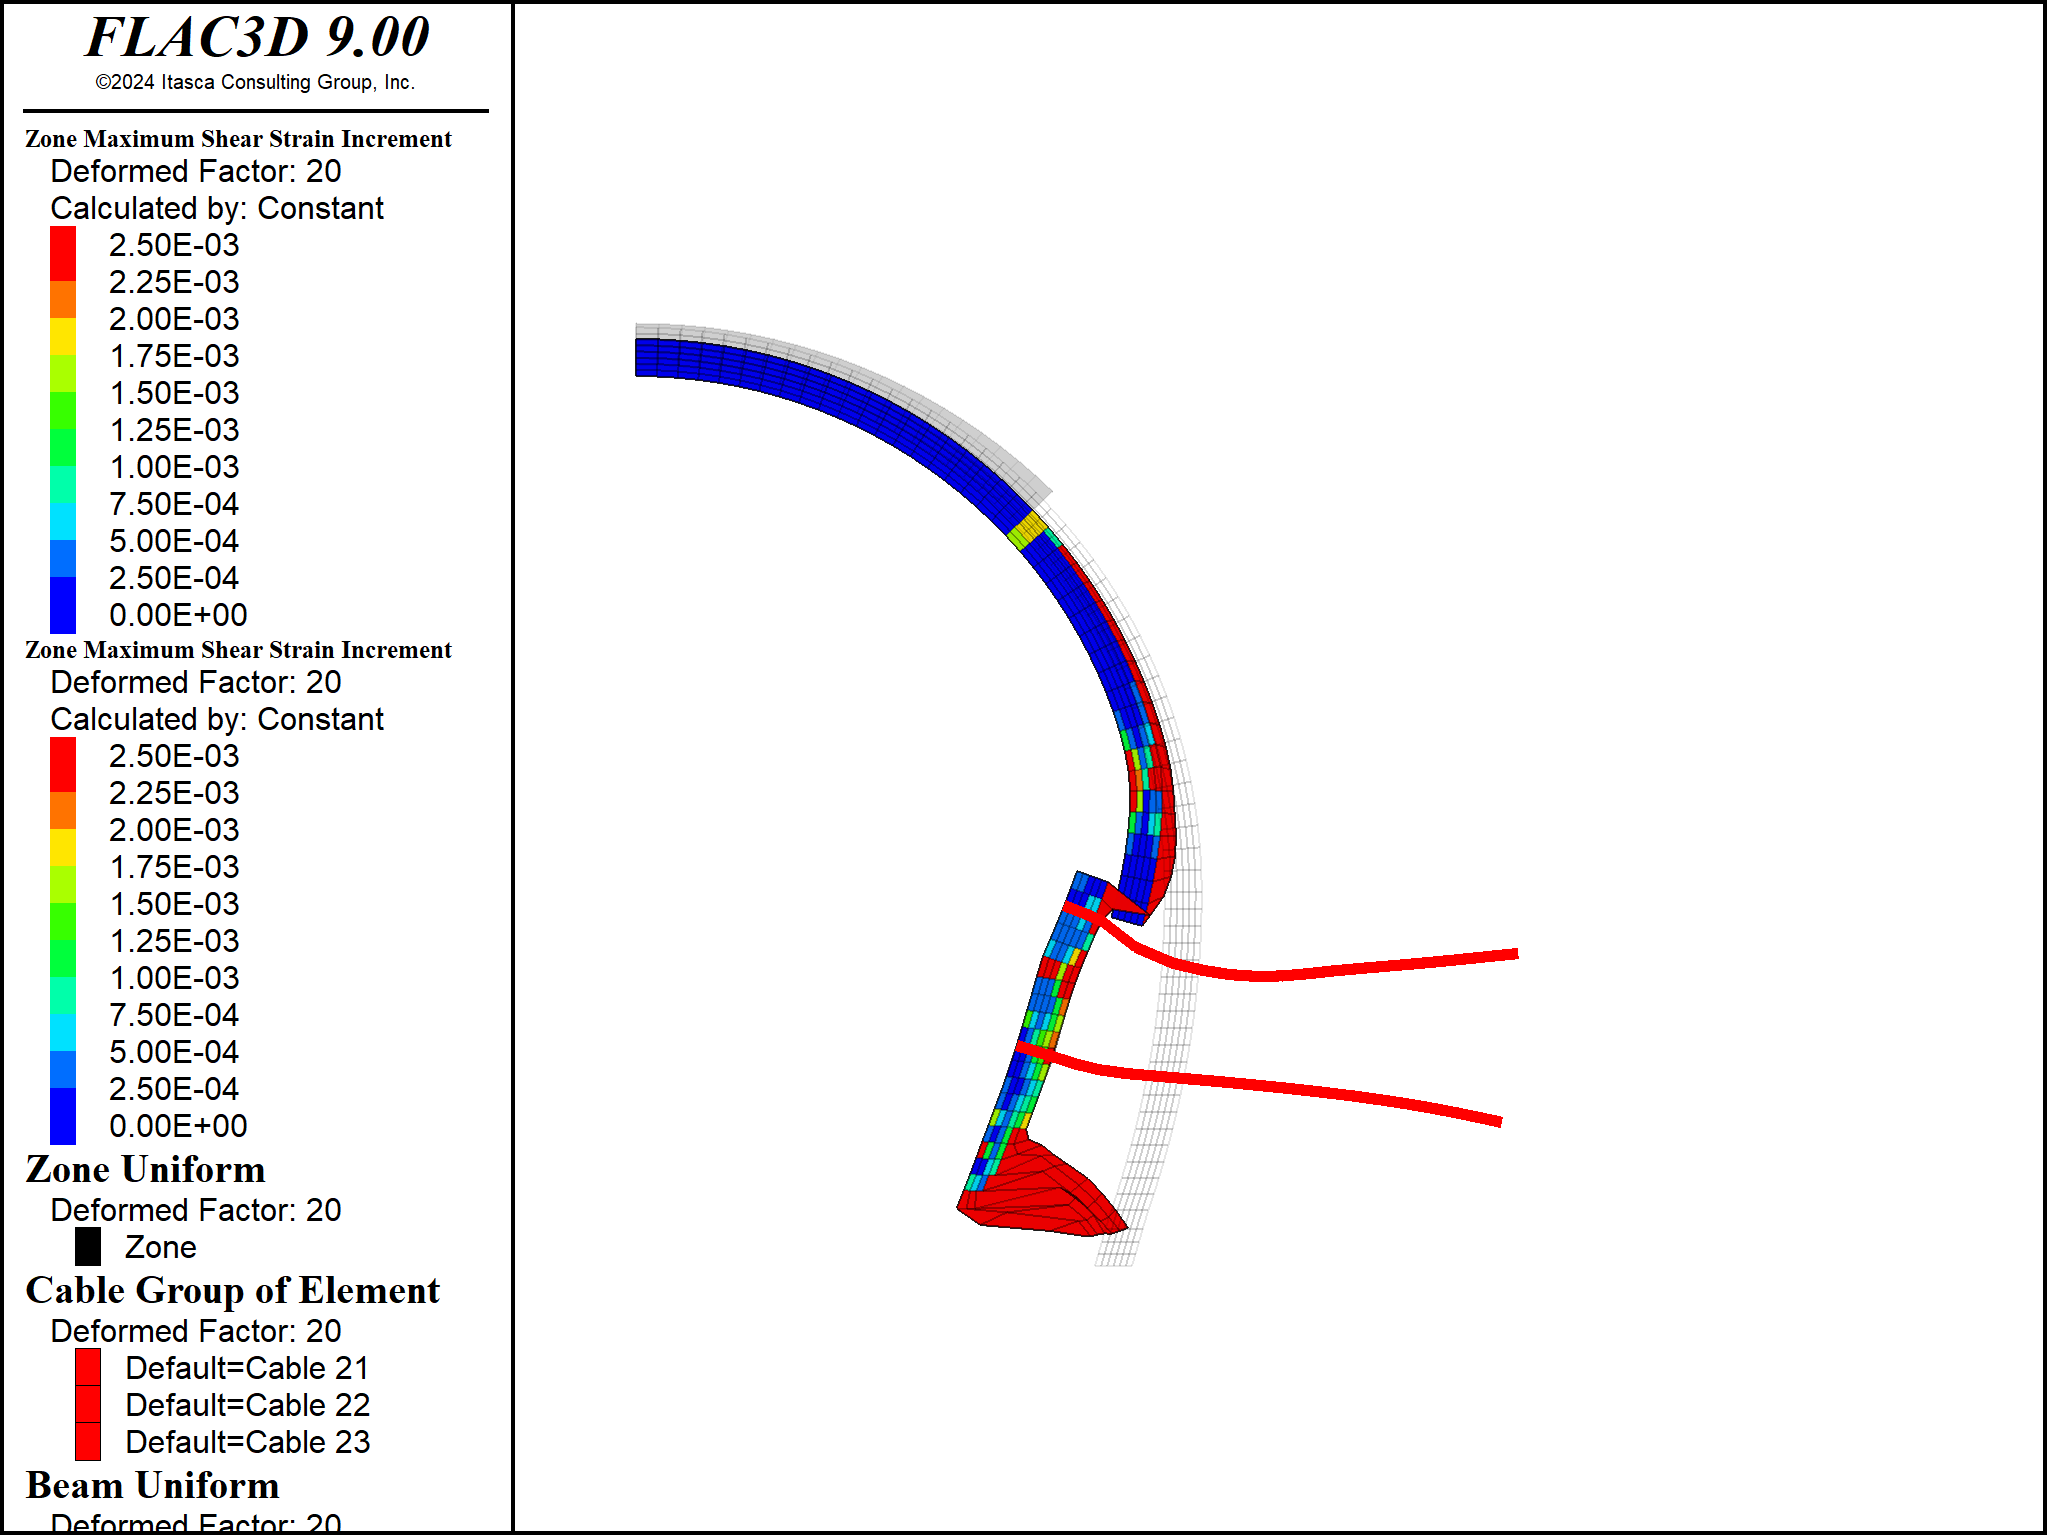 FLAC3D 9.00
©2024 Itasca Consulting Group, Inc.
Zone Maximum Shear Strain Increment
Deformed Factor: 20
Calculated by: Constant
2.50E-03
2.25E-03
2.00E-03
1.75E-03
1.50E-03
1.25E-03
1.00E-03
7.50E-04
5.00E-04
2.50E-04
0.00E+00
Zone Maximum Shear Strain Increment
Deformed Factor: 20
Calculated by: Constant
2.50E-03
2.25E-03
2.00E-03
1.75E-03
1.50E-03
1.25E-03
1.00E-03
7.50E-04
5.00E-04
2.50E-04
0.00E+00
Zone Uniform
Deformed Factor: 20
Zone
Cable Group of Element
Deformed Factor: 20
Default=Cable 21
Default=Cable 22
Default=Cable 23
Beam Uniform
Deformed Factor: 20